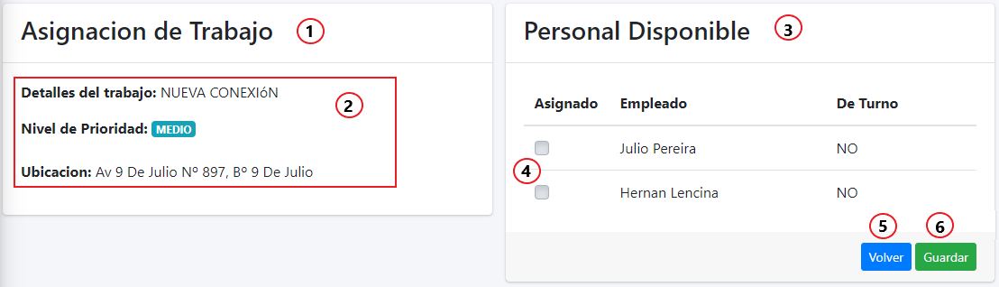 Asignacion de Trabajo 1
Detalles del trabajo: NUEVA CONEXIóN 2
Nivel de Prioridad: MEDIO
Ubicacion: Av 9 De Julio Nº 897, Bº 9 De Julio
Personal Disponible 3
Asignado Empleado De Turno
Julio Pereira NO
4
Hernan Lencina NO
5 6
Volver Guardar